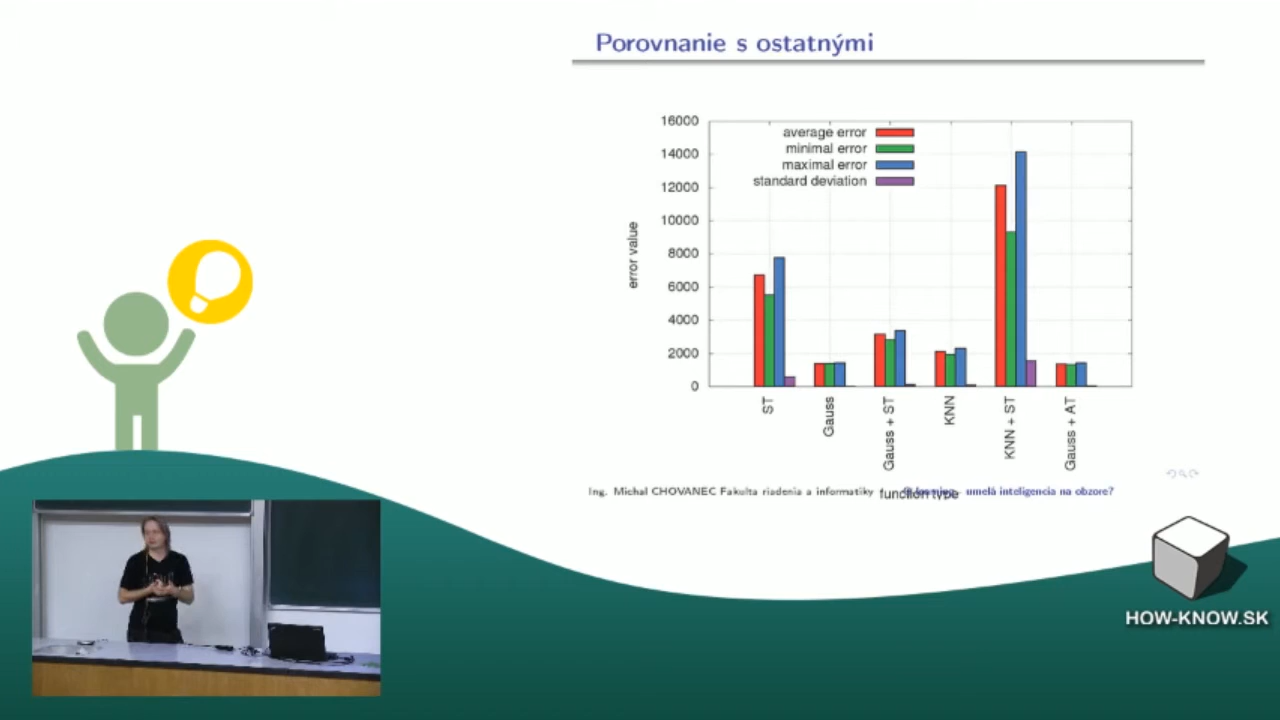 Porovnanie s ostatnými
16000
14000
12000
10000
8000
6000
4000
2000
0
error value
average error
minimal error
maximal error
standard deviation
ST
Gauss
Gauss + ST
KNN
KNN + ST
Gauss + AT
function type
Ing. Michal CHOVANEC Fakulta riadenia a informatiky
umelá inteligencia na obzore?
HOW-KNOW.SK